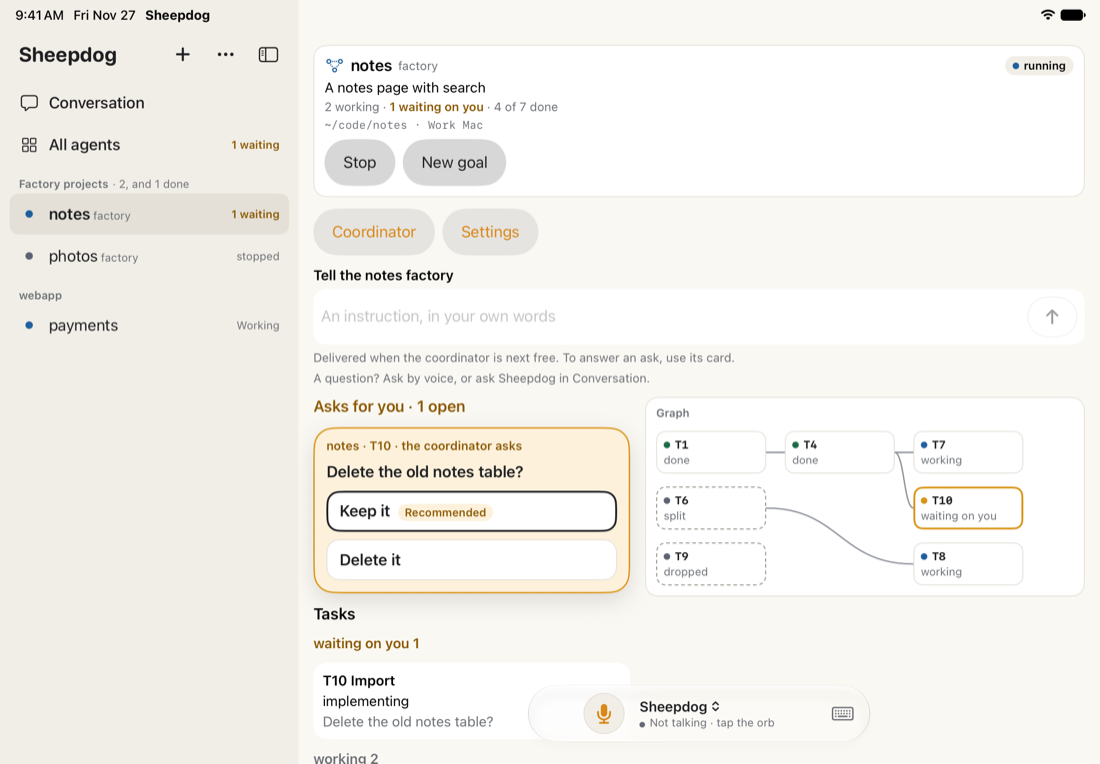 9:41 AM Fri Nov 27 Sheepdog
Sheepdog
Conversation
All agents 1 waiting
Factory projects · 2, and 1 done
notes factory 1 waiting
photos factory stopped
webapp
payments Working
notes factory running
A notes page with search
2 working · 1 waiting on you · 4 of 7 done
~/code/notes · Work Mac
Stop New goal
Coordinator Settings
Tell the notes factory
An instruction, in your own words
Delivered when the coordinator is next free. To answer an ask, use its card.
A question? Ask by voice, or ask Sheepdog in Conversation.
Asks for you · 1 open
notes · T10 · the coordinator asks
Delete the old notes table?
Keep it Recommended
Delete it
Graph
T1
done
T4
done
T7
working
T6
split
T10
waiting on you
T9
dropped
T8
working
Tasks
waiting on you 1
T10 Import
implementing
Delete the old notes table?
working 2
Sheepdog
Not talking · tap the orb